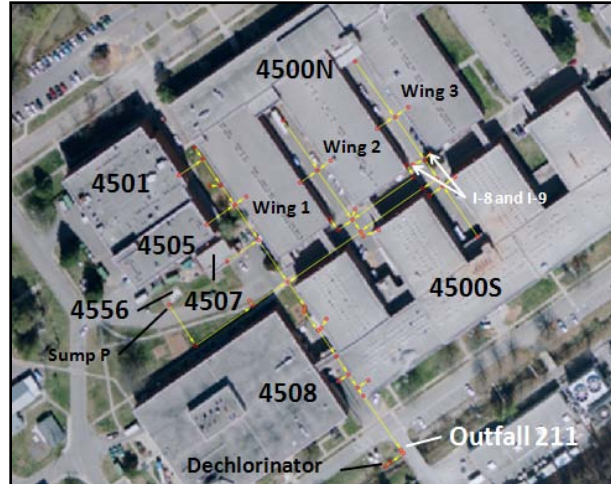 4500N
Wing 3
4501
Wing 2
I-8 and I-9
Wing 1
4505
4507
4500S
4556
Sump P
4508
Outfall 211
Dechlorinator